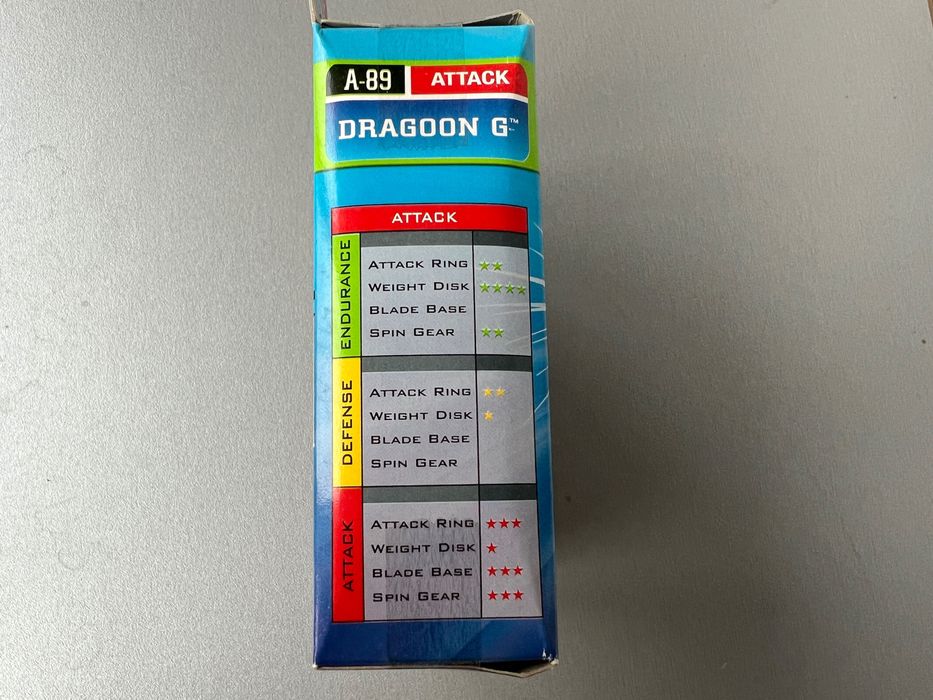 A-89 ATTACK
DRAGOON G™
ATTACK
ENDURANCE
ATTACK RING ★★
WEIGHT DISK ★★★★
BLADE BASE
SPIN GEAR ★★
DEFENSE
ATTACK RING ★★
WEIGHT DISK ★
BLADE BASE
SPIN GEAR
ATTACK
ATTACK RING ★★★
WEIGHT DISK ★
BLADE BASE ★★★
SPIN GEAR ★★★